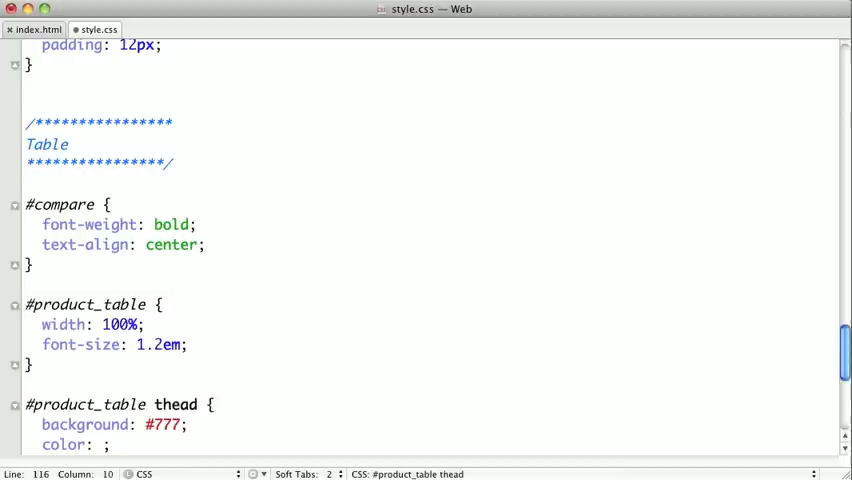 style.css — Web
index.html style.css
padding: 12px;
}
/****************
Table
****************/
#compare {
font-weight: bold;
text-align: center;
}
#product_table {
width: 100%;
font-size: 1.2em;
}
#product_table thead {
background: #777;
color: ;
Line: 116 Column: 10 CSS Soft Tabs: 2 CSS: #product_table thead